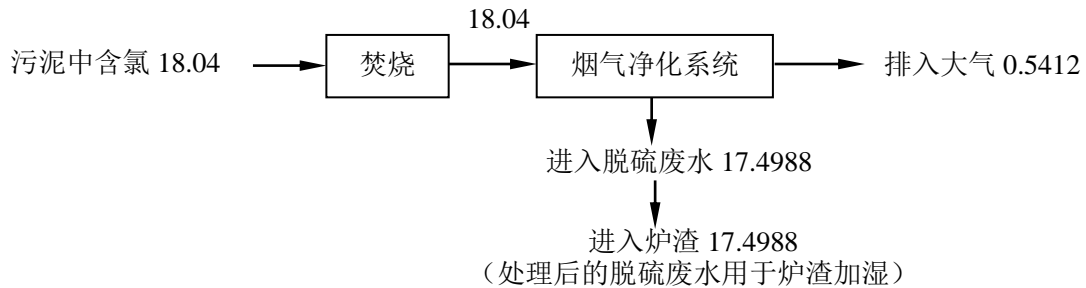 18.04
污泥中含氯 18.04
焚烧
烟气净化系统
排入大气 0.5412
进入脱硫废水 17.4988
进入炉渣 17.4988
（处理后的脱硫废水用于炉渣加湿）